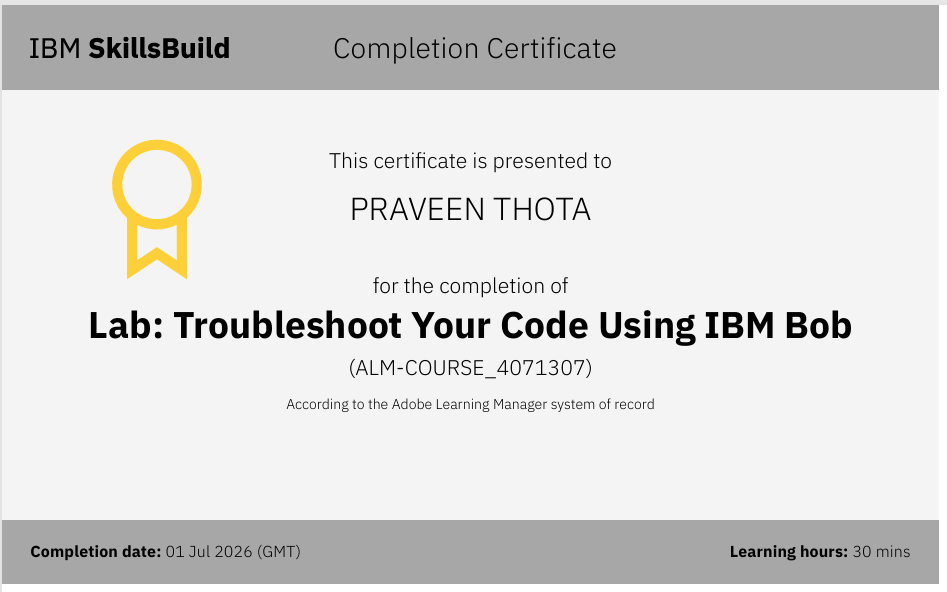 IBM SkillsBuild
Completion Certificate
This certificate is presented to
PRAVEEN THOTA
for the completion of
Lab: Troubleshoot Your Code Using IBM Bob
(ALM-COURSE_4071307)
According to the Adobe Learning Manager system of record
Completion date: 01 Jul 2026 (GMT)
Learning hours: 30 mins